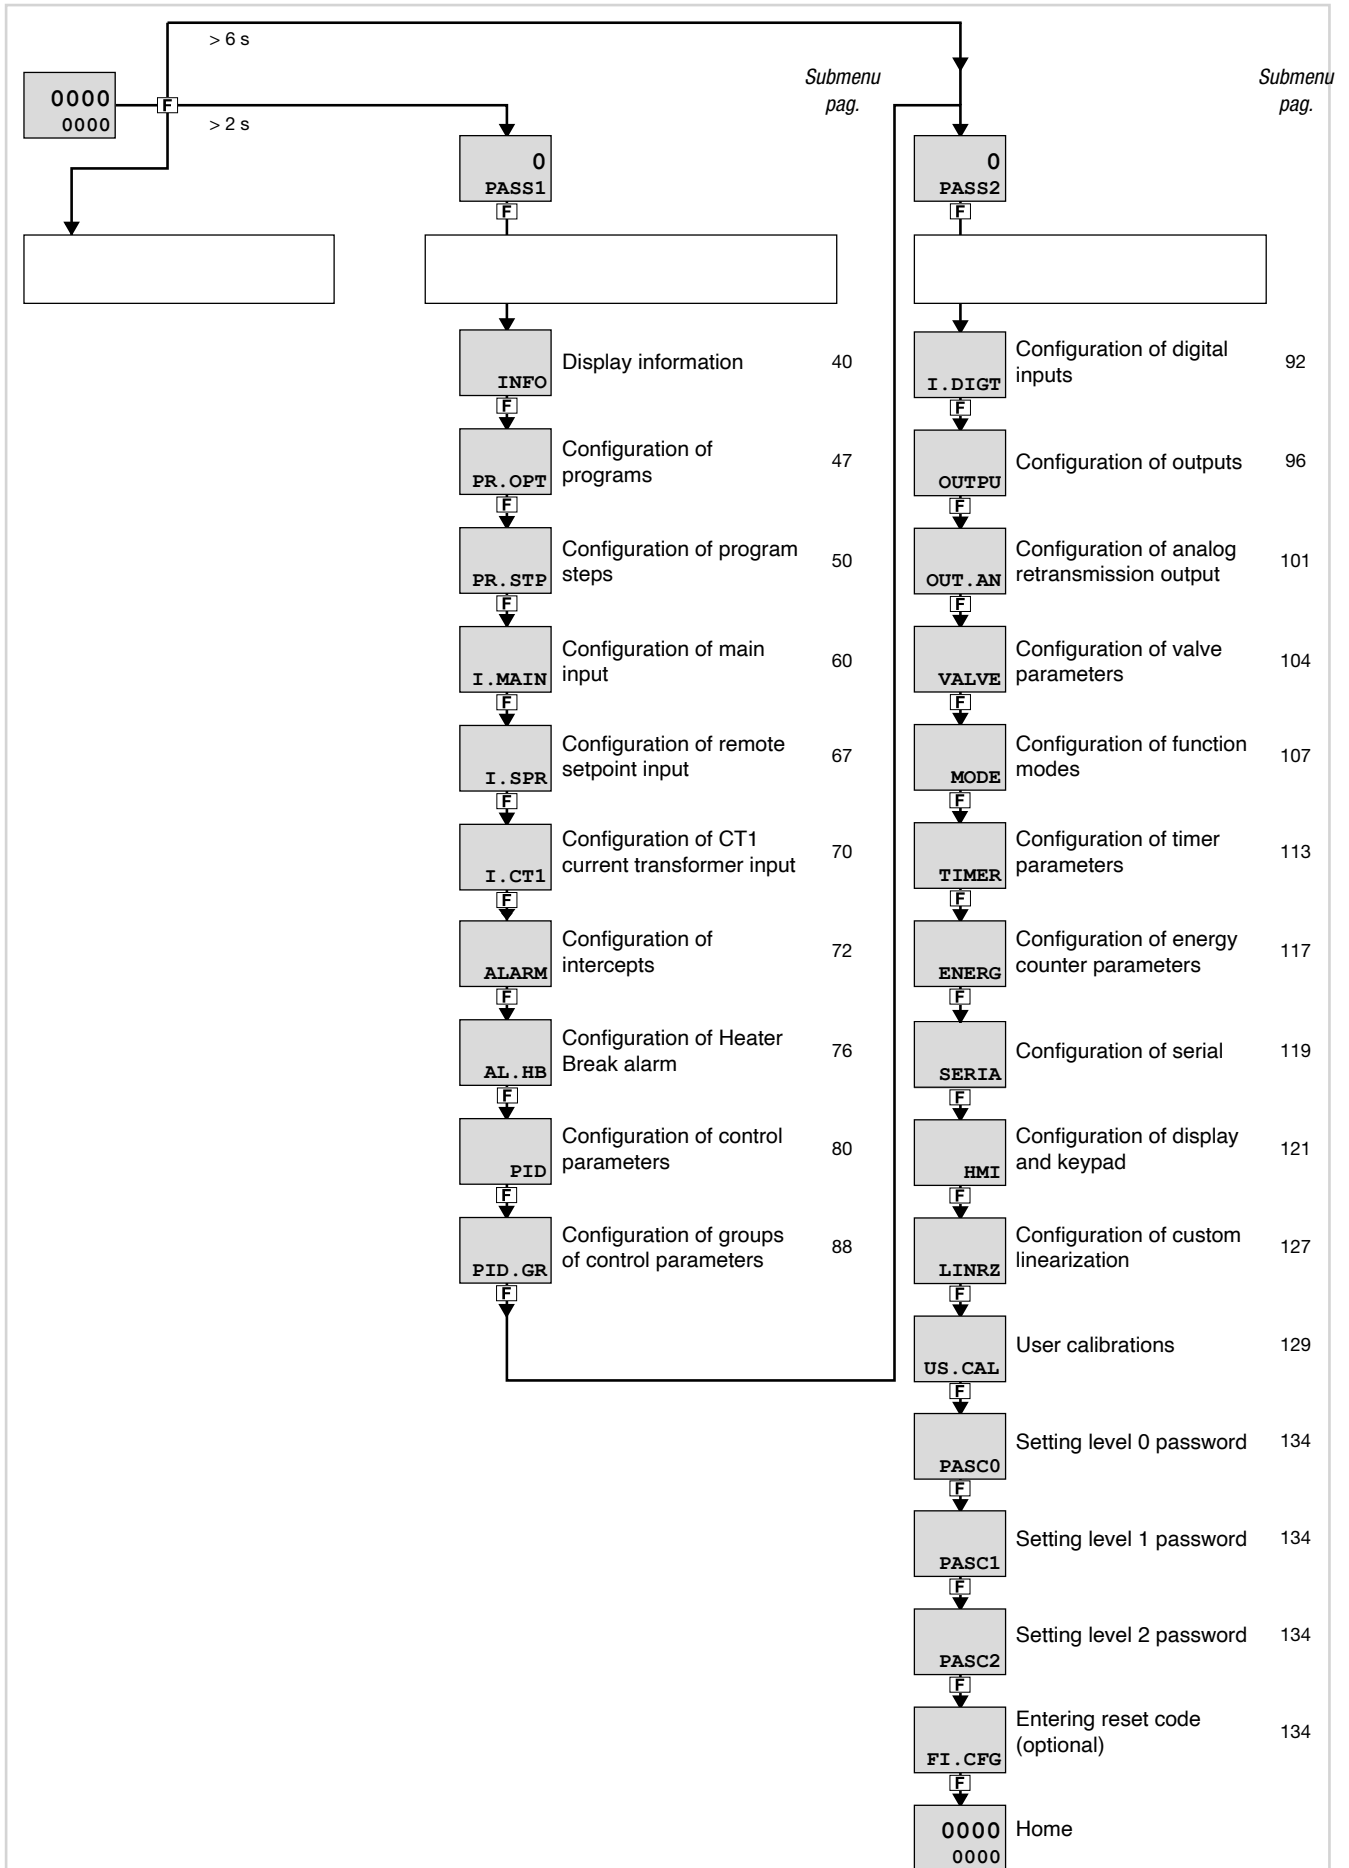 > 6 s
0000
0000
F
> 2 s
Submenu
pag.
Submenu
pag.
0
PASS1
F
INFO
Display information
40
F
PR.OPT
Configuration of
programs
47
F
PR.STP
Configuration of program
steps
50
F
I.MAIN
Configuration of main
input
60
F
I.SPR
Configuration of remote
setpoint input
67
F
I.CT1
Configuration of CT1
current transformer input
70
F
ALARM
Configuration of
intercepts
72
F
AL.HB
Configuration of Heater
Break alarm
76
F
PID
Configuration of control
parameters
80
F
PID.GR
Configuration of groups
of control parameters
88
F
0
PASS2
F
I.DIGT
Configuration of digital
inputs
92
F
OUTPU
Configuration of outputs
96
F
OUT.AN
Configuration of analog
retransmission output
101
F
VALVE
Configuration of valve
parameters
104
F
MODE
Configuration of function
modes
107
F
TIMER
Configuration of timer
parameters
113
F
ENERG
Configuration of energy
counter parameters
117
F
SERIA
Configuration of serial
119
F
HMI
Configuration of display
and keypad
121
F
LINRZ
Configuration of custom
linearization
127
F
US.CAL
User calibrations
129
F
PASC0
Setting level 0 password
134
F
PASC1
Setting level 1 password
134
F
PASC2
Setting level 2 password
134
F
FI.CFG
Entering reset code
(optional)
134
F
0000
0000
Home